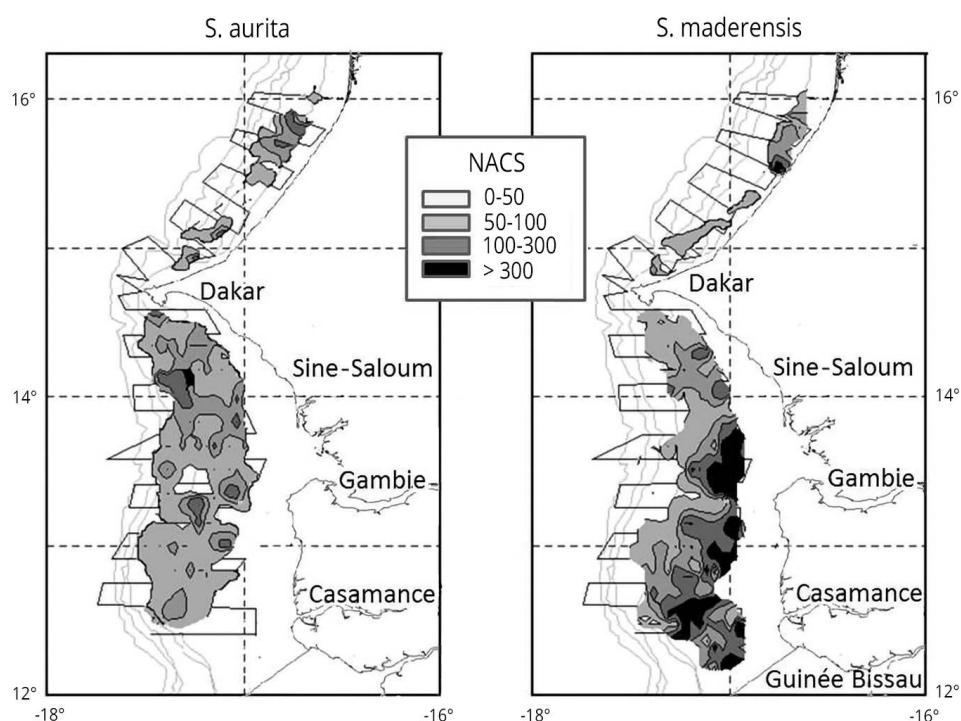 S. aurita
S. maderensis
16°
16°
NACS
0-50
50-100
100-300
> 300
Dakar
Dakar
Sine-Saloum
Sine-Saloum
14°
14°
Gambie
Gambie
Casamance
Casamance
Guinée Bissau
12°
12°
-18°
-16°
-18°
-16°